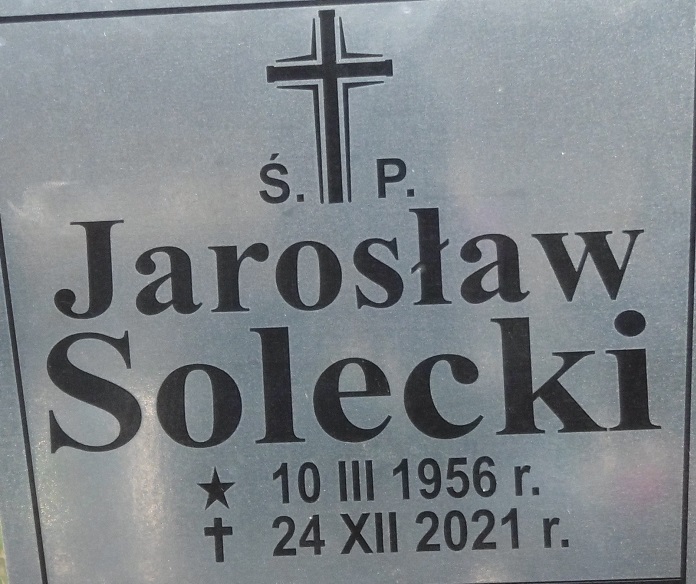 Ś. P.
Jarosław
Solecki
★ 10 III 1956 r.
✝ 24 XII 2021 r.